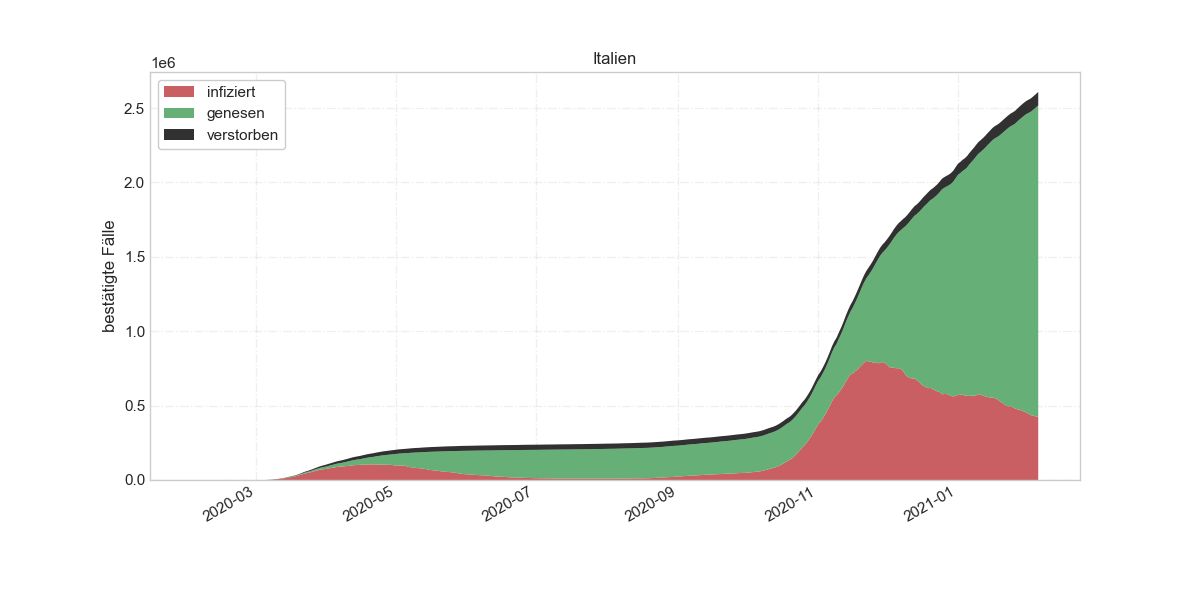 Italien
1e6
infiziert
genesen
verstorben
bestätigte Fälle
2.5
2.0
1.5
1.0
0.5
0.0
2020-03
2020-05
2020-07
2020-09
2020-11
2021-01